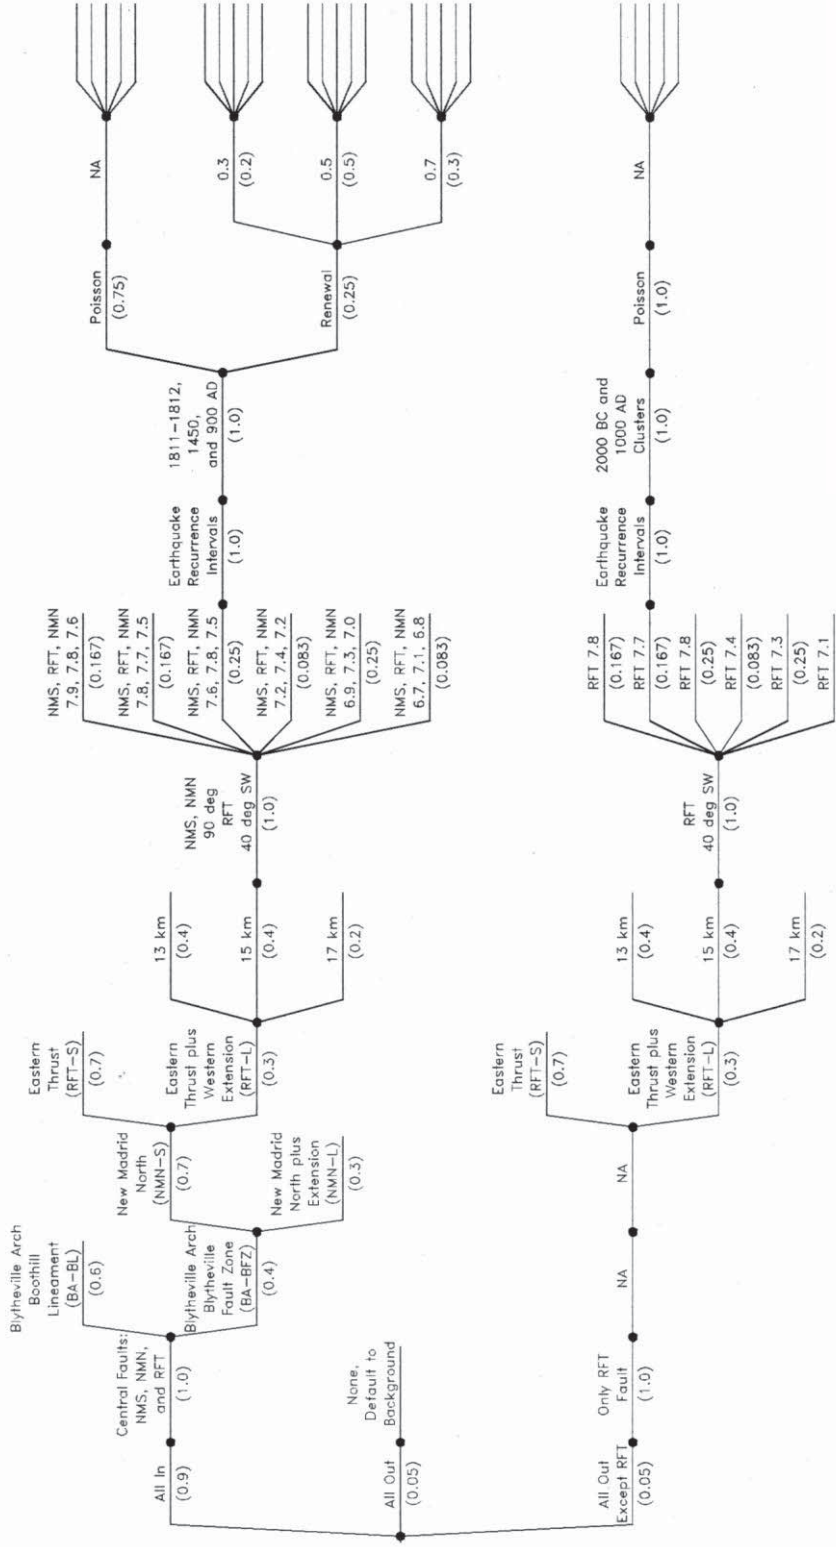 All In
(0.9)
All Out
(0.05)
All Out
Except RFT
(0.05)
Central Faults:
NMS, NMN,
and RFT
(1.0)
None,
Default to
Background
Only RFT
Fault
(1.0)
Blytheville Arch
Boothill
Lineament
(BA-BL)
(0.6)
Blytheville Arch
Blytheville
Fault Zone
(BA-BFZ)
(0.4)
NA
New Madrid
North
(NMN-S)
(0.7)
New Madrid
North plus
Extension
(NMN-L)
(0.3)
NA
Eastern
Thrust
(RFT-S)
(0.7)
Eastern
Thrust plus
Western
Extension
(RFT-L)
(0.3)
Eastern
Thrust
(RFT-S)
(0.7)
Eastern
Thrust plus
Western
Extension
(RFT-L)
(0.3)
13 km
(0.4)
15 km
(0.4)
17 km
(0.2)
13 km
(0.4)
15 km
(0.4)
17 km
(0.2)
NMS, NMN
90 deg
RFT
40 deg SW
(1.0)
RFT
40 deg SW
(1.0)
NMS, RFT, NMN
7.9, 7.8, 7.6
(0.167)
NMS, RFT, NMN
7.8, 7.7, 7.5
(0.167)
NMS, RFT, NMN
7.6, 7.8, 7.5
(0.25)
NMS, RFT, NMN
7.2, 7.4, 7.2
(0.083)
NMS, RFT, NMN
6.9, 7.3, 7.0
(0.25)
NMS, RFT, NMN
6.7, 7.1, 6.8
(0.083)
RFT 7.8
(0.167)
RFT 7.7
(0.167)
RFT 7.8
(0.25)
RFT 7.4
(0.083)
RFT 7.3
(0.25)
RFT 7.1
Earthquake
Recurrence
Intervals
(1.0)
Earthquake
Recurrence
Intervals
(1.0)
1811-1812,
1450,
and 900 AD
(1.0)
2000 BC and
1000 AD
Clusters
(1.0)
Poisson
(0.75)
Renewal
(0.25)
Poisson
(1.0)
NA
0.3
(0.2)
0.5
(0.5)
0.7
(0.3)
NA